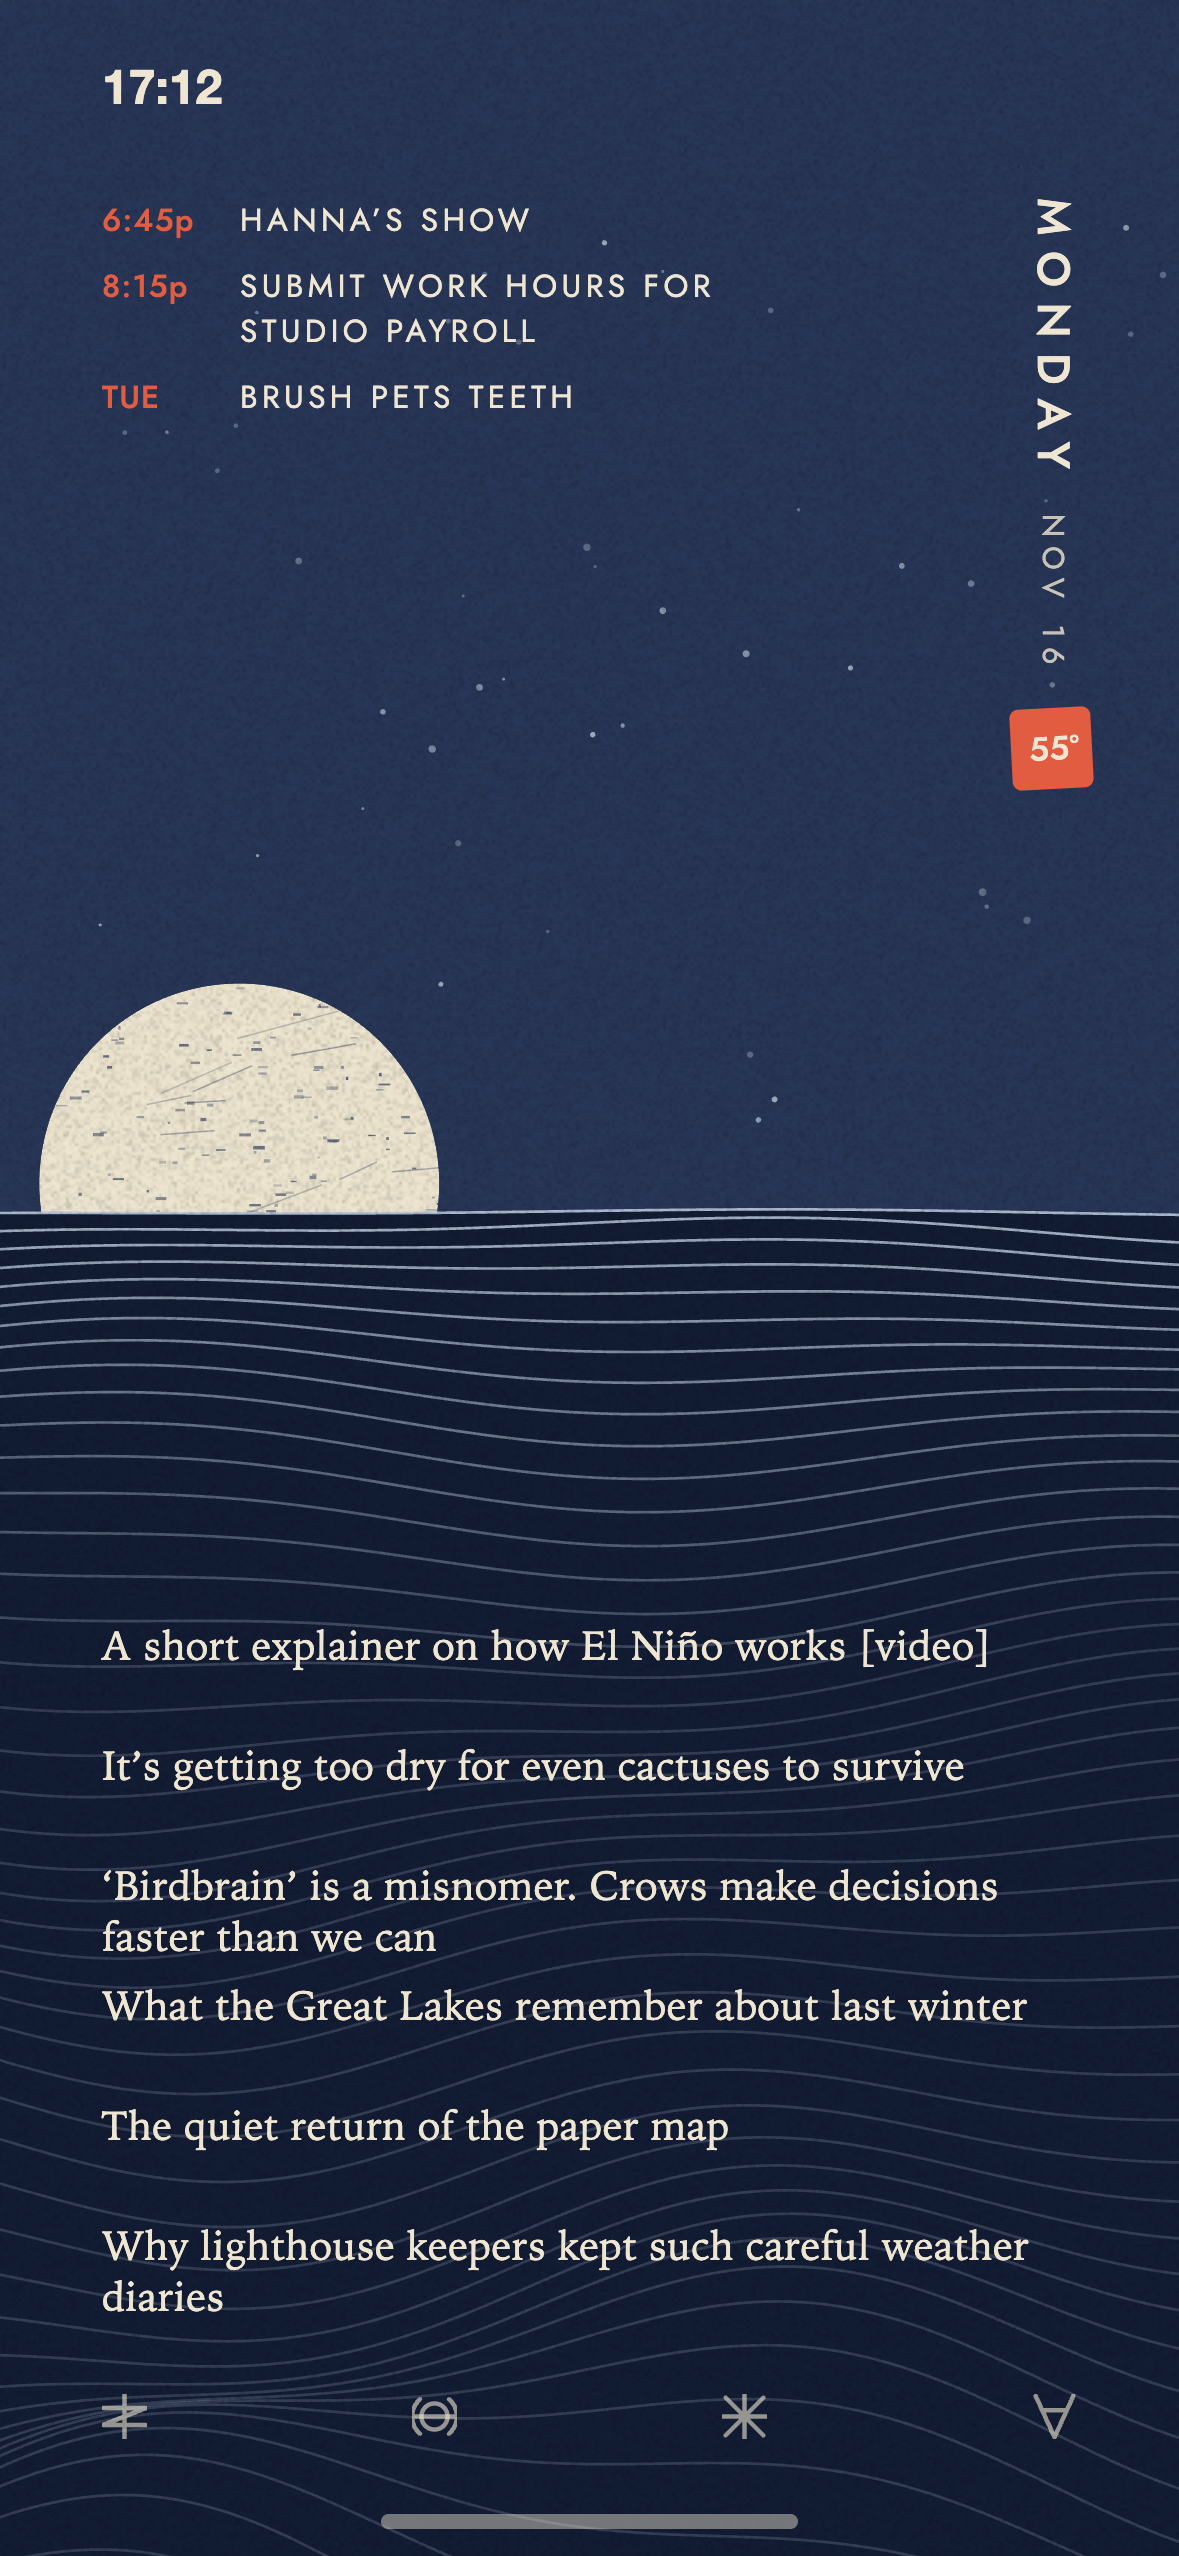 17:12
6:45p HANNA’S SHOW
8:15p SUBMIT WORK HOURS FOR
STUDIO PAYROLL
TUE BRUSH PETS TEETH
MONDAY NOV 16
55°
A short explainer on how El Niño works [video]
It’s getting too dry for even cactuses to survive
‘Birdbrain’ is a misnomer. Crows make decisions
faster than we can
What the Great Lakes remember about last winter
The quiet return of the paper map
Why lighthouse keepers kept such careful weather
diaries